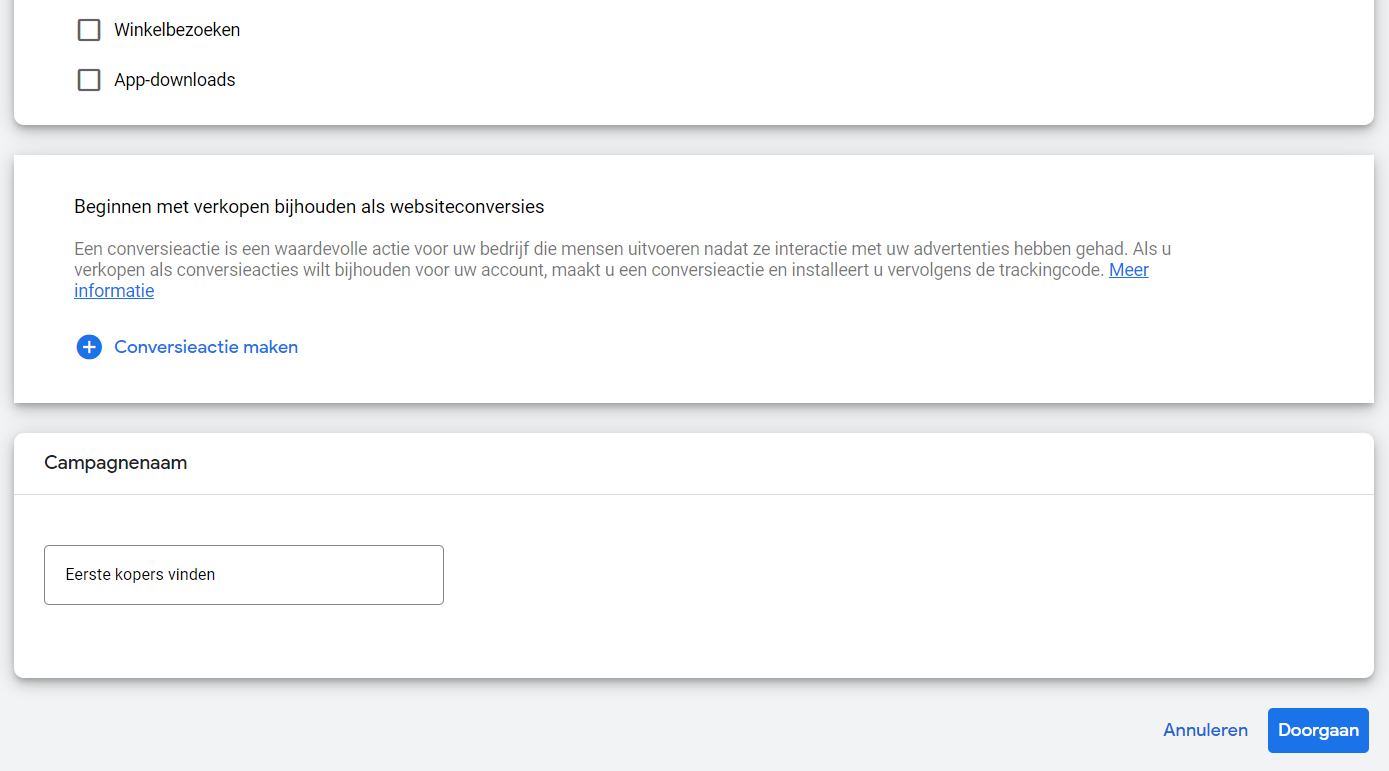 Winkelbezoeken
App-downloads
Beginnen met verkopen bijhouden als websiteconversies
Een conversieactie is een waardevolle actie voor uw bedrijf die mensen uitvoeren nadat ze interactie met uw advertenties hebben gehad. Als u
verkopen als conversieacties wilt bijhouden voor uw account, maakt u een conversieactie en installeert u vervolgens de trackingcode. Meer
informatie
Conversieactie maken
Campagnenaam
Eerste kopers vinden
Annuleren
Doorgaan